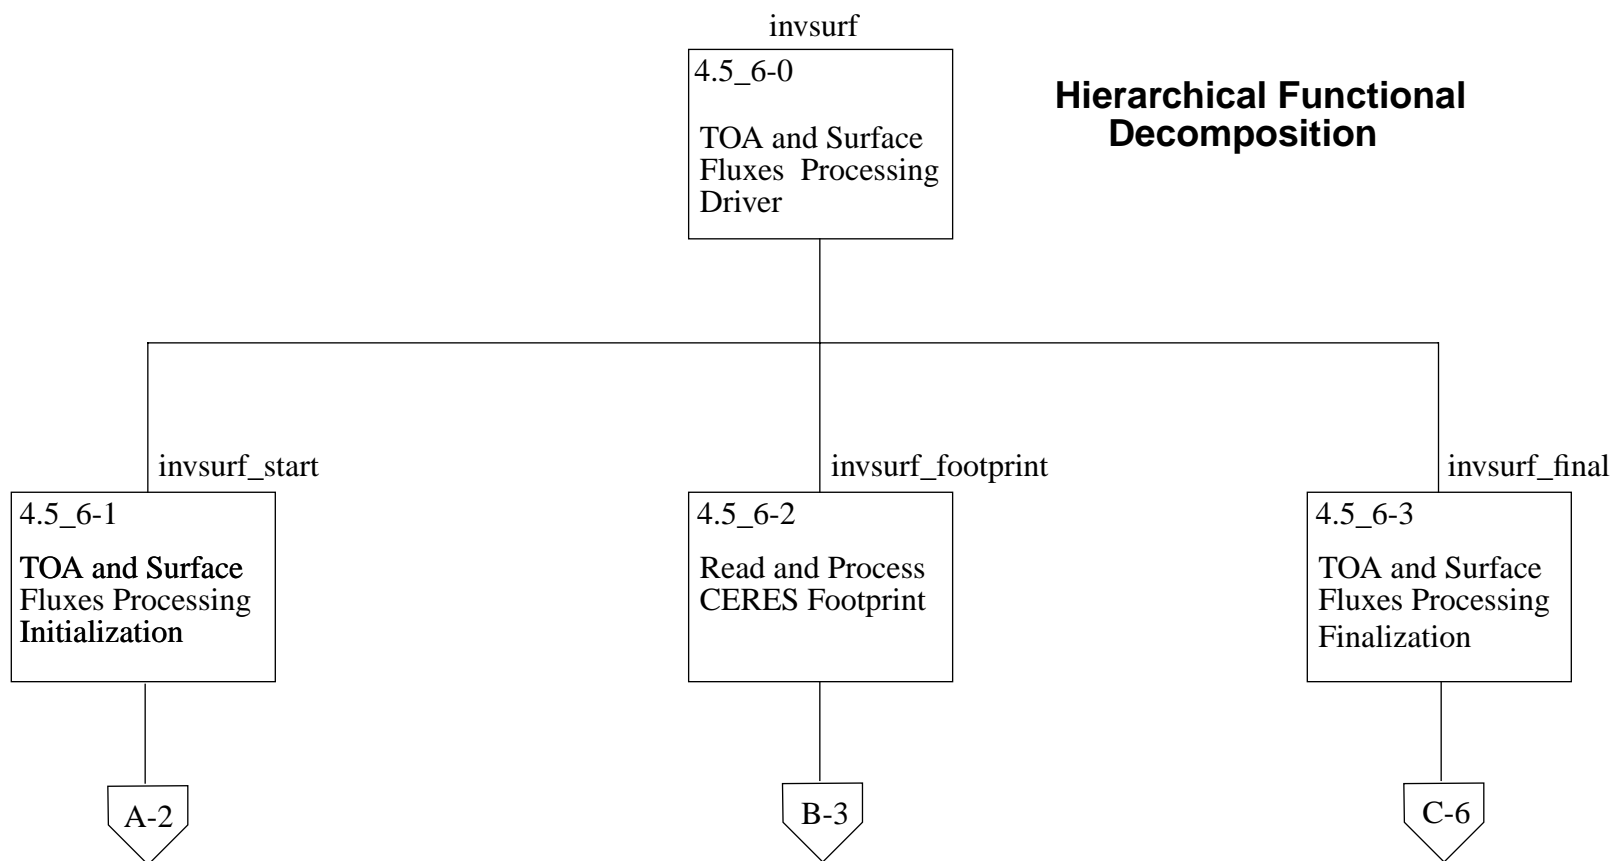 invsurf
4.5_6-0
TOA and Surface
Fluxes Processing
Driver
Hierarchical Functional
Decomposition
invsurf_start
4.5_6-1
TOA and Surface
Fluxes Processing
Initialization
A-2
invsurf_footprint
4.5_6-2
Read and Process
CERES Footprint
B-3
invsurf_final
4.5_6-3
TOA and Surface
Fluxes Processing
Finalization
C-6